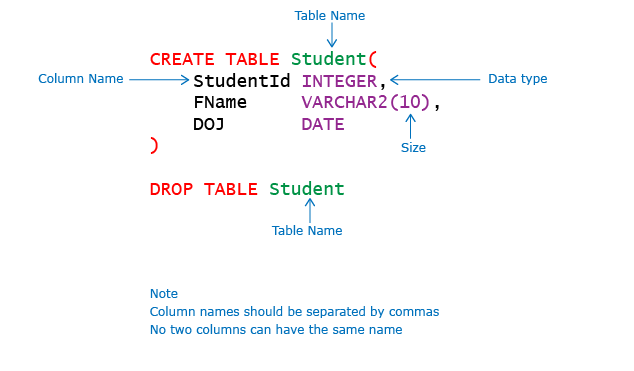 Table Name
CREATE TABLE Student(
Column Name StudentId INTEGER, Data type
FName VARCHAR2(10),
DOJ DATE
Size
)
DROP TABLE Student
Table Name
Note
Column names should be separated by commas
No two columns can have the same name